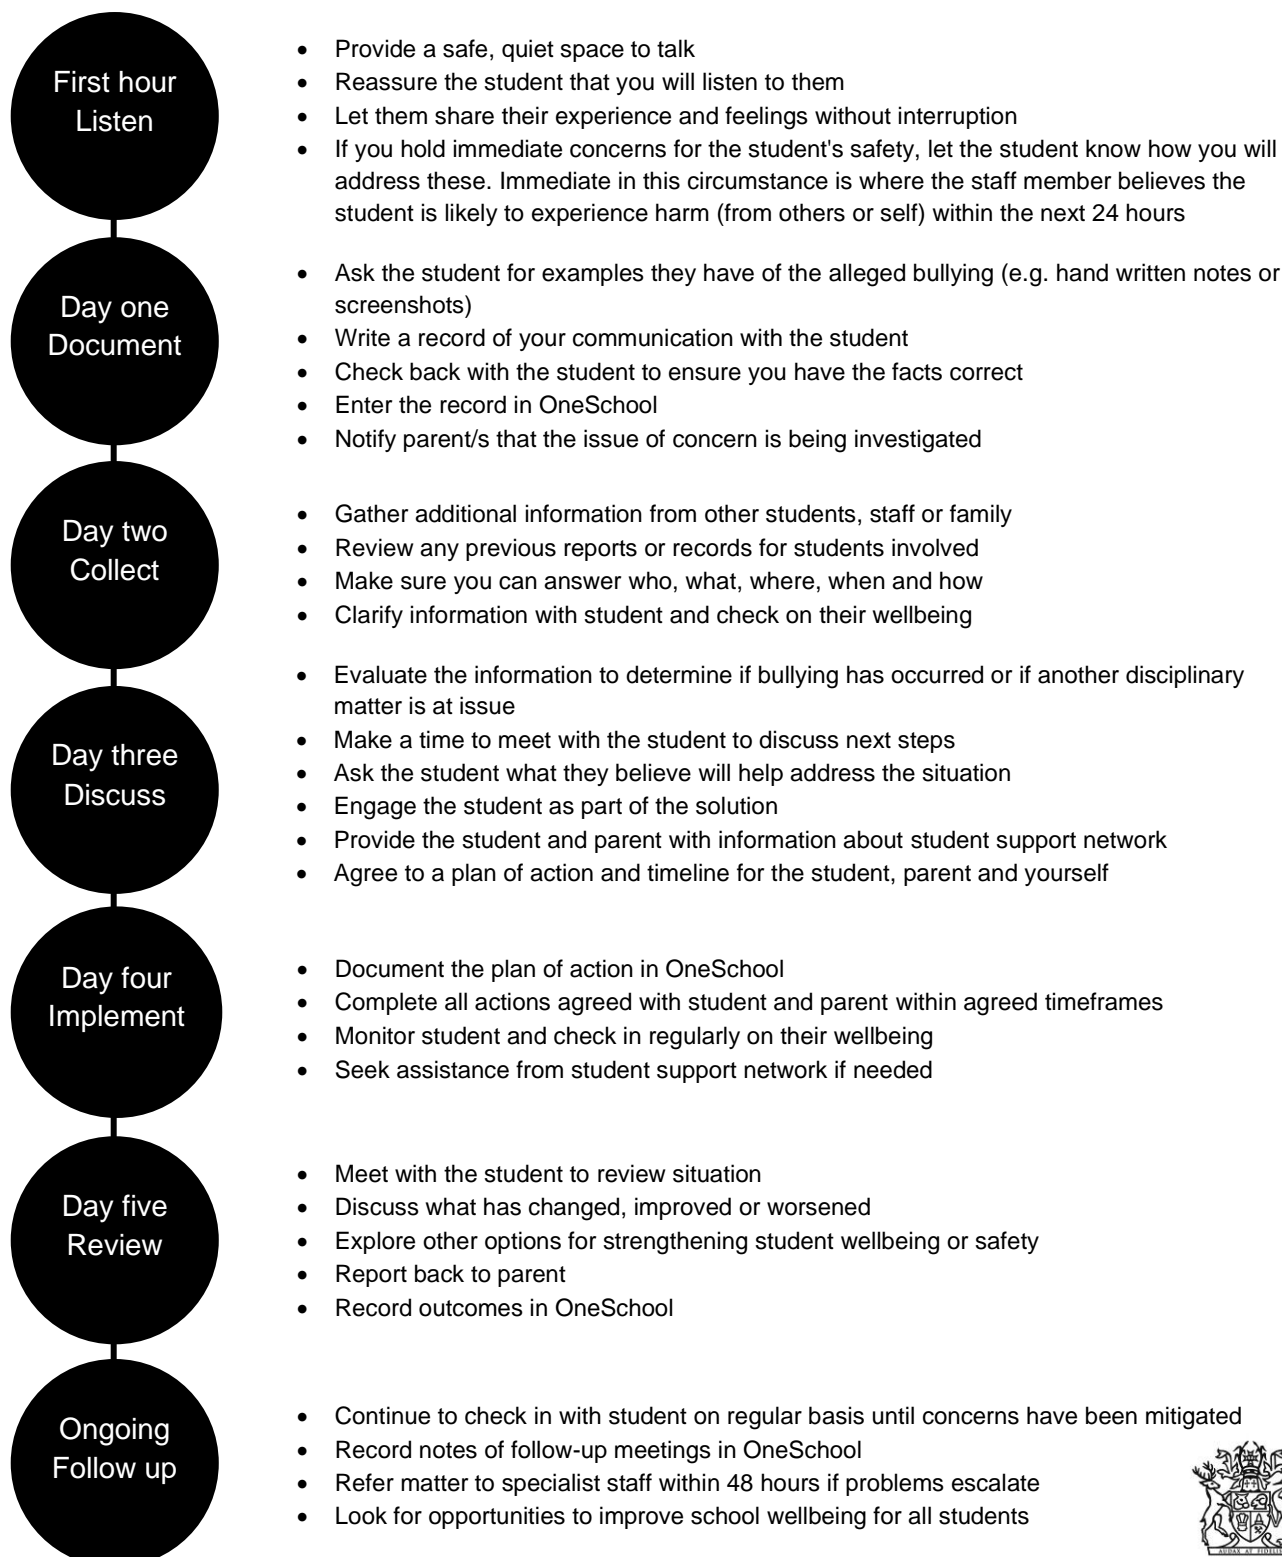 First hour
Listen
• Provide a safe, quiet space to talk
• Reassure the student that you will listen to them
• Let them share their experience and feelings without interruption
• If you hold immediate concerns for the student's safety, let the student know how you will
address these. Immediate in this circumstance is where the staff member believes the
student is likely to experience harm (from others or self) within the next 24 hours
Day one
Document
• Ask the student for examples they have of the alleged bullying (e.g. hand written notes or
screenshots)
• Write a record of your communication with the student
• Check back with the student to ensure you have the facts correct
• Enter the record in OneSchool
• Notify parent/s that the issue of concern is being investigated
Day two
Collect
• Gather additional information from other students, staff or family
• Review any previous reports or records for students involved
• Make sure you can answer who, what, where, when and how
• Clarify information with student and check on their wellbeing
Day three
Discuss
• Evaluate the information to determine if bullying has occurred or if another disciplinary
matter is at issue
• Make a time to meet with the student to discuss next steps
• Ask the student what they believe will help address the situation
• Engage the student as part of the solution
• Provide the student and parent with information about student support network
• Agree to a plan of action and timeline for the student, parent and yourself
Day four
Implement
• Document the plan of action in OneSchool
• Complete all actions agreed with student and parent within agreed timeframes
• Monitor student and check in regularly on their wellbeing
• Seek assistance from student support network if needed
Day five
Review
• Meet with the student to review situation
• Discuss what has changed, improved or worsened
• Explore other options for strengthening student wellbeing or safety
• Report back to parent
• Record outcomes in OneSchool
Ongoing
Follow up
• Continue to check in with student on regular basis until concerns have been mitigated
• Record notes of follow-up meetings in OneSchool
• Refer matter to specialist staff within 48 hours if problems escalate
• Look for opportunities to improve school wellbeing for all students
AUDAX AT